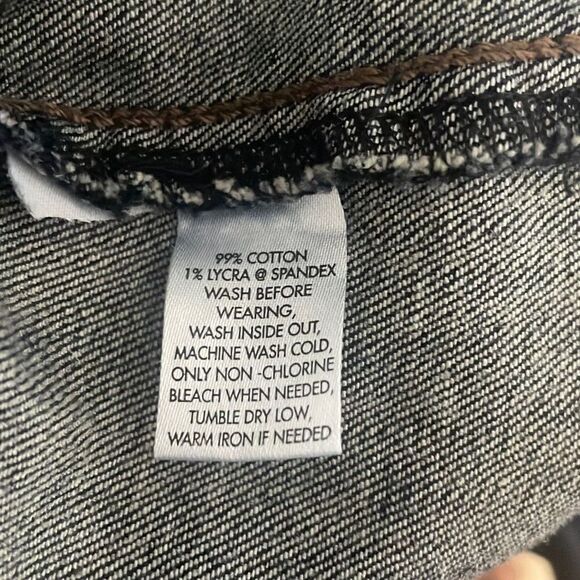 99% COTTON
1% LYCRA @ SPANDEX
WASH BEFORE
WEARING,
WASH INSIDE OUT,
MACHINE WASH COLD,
ONLY NON -CHLORINE
BLEACH WHEN NEEDED,
TUMBLE DRY LOW,
WARM IRON IF NEEDED